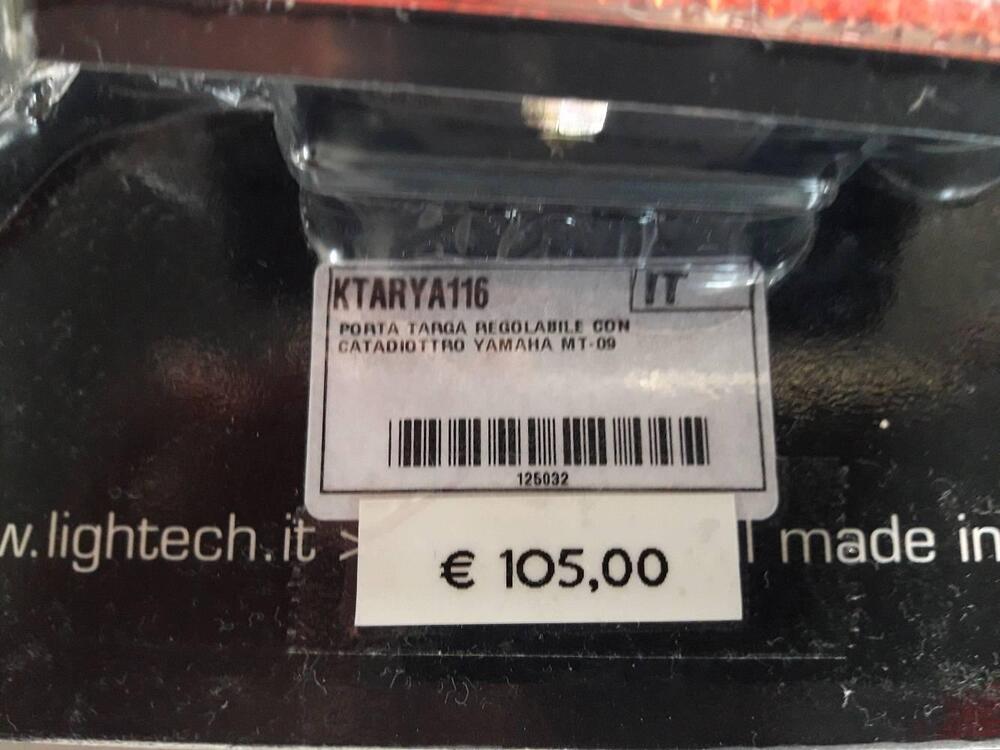 KTARYA116
IT
PORTA TARGA REGOLABILE CON
CATADIOTTRO YAMAHA MT-09
125032
w.lightech.it >
made in
€ 105,00